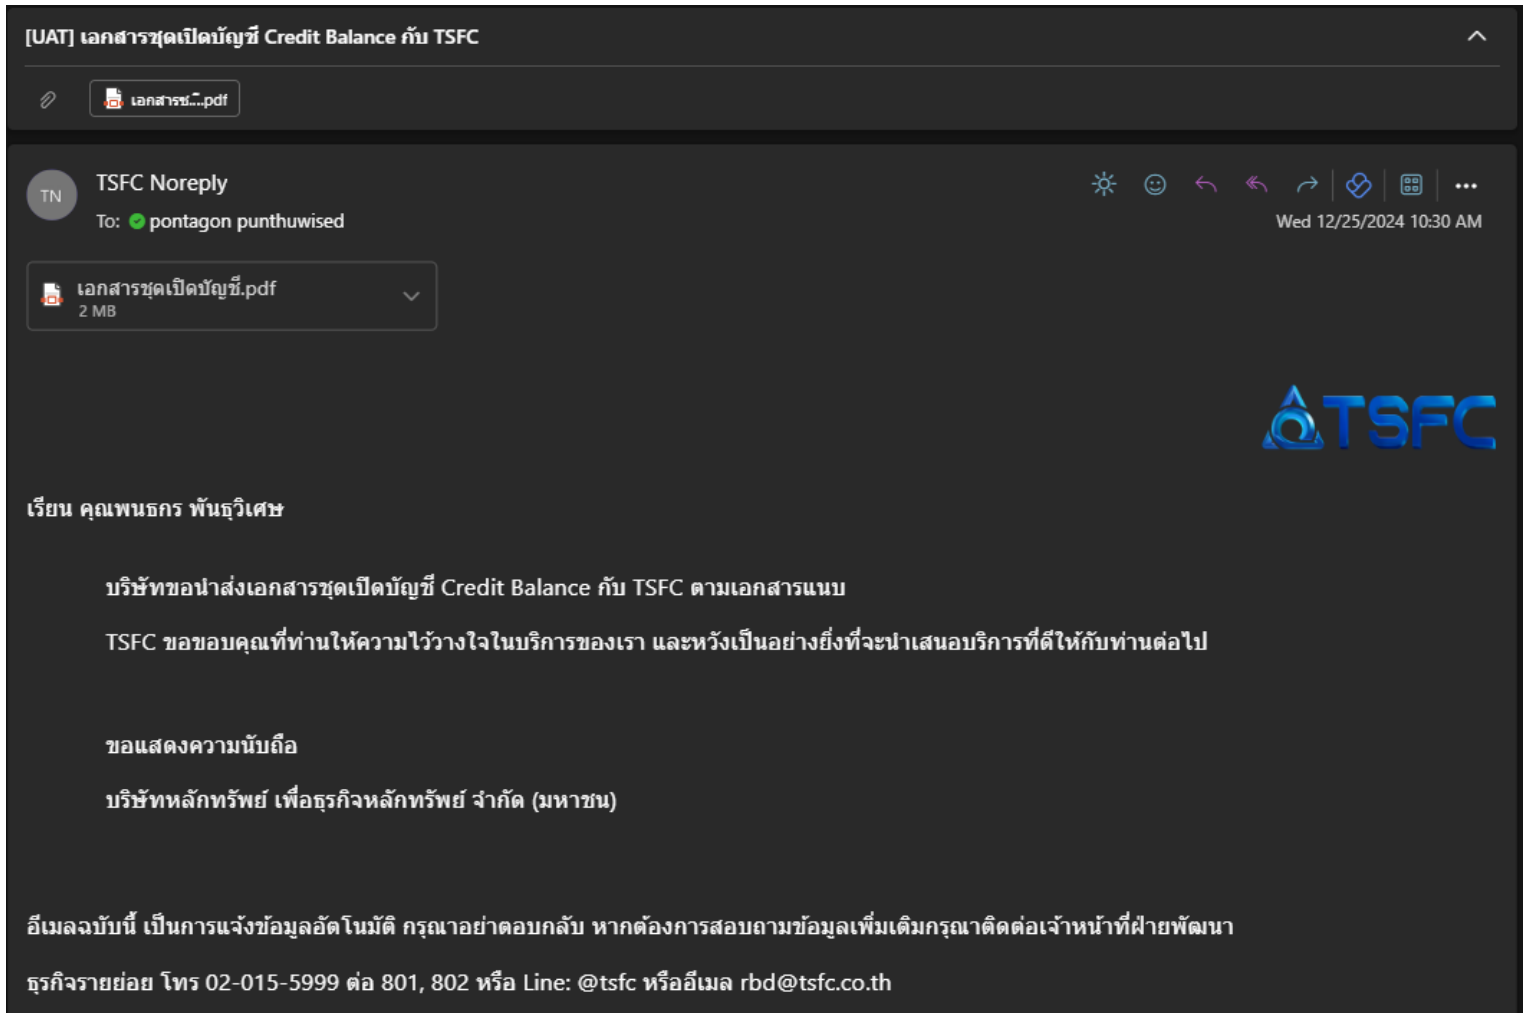 [UAT] เอกสารชุดเปิดบัญชี Credit Balance กับ TSFC
เอกสารช....pdf
TN
TSFC Noreply
To: pontagon punthuwised
Wed 12/25/2024 10:30 AM
เอกสารชุดเปิดบัญชี.pdf
2 MB
TSFC
เรียน คุณพนธกร พันธุวิเศษ
บริษัทขอนำส่งเอกสารชุดเปิดบัญชี Credit Balance กับ TSFC ตามเอกสารแนบ
TSFC ขอขอบคุณที่ท่านให้ความไว้วางใจในบริการของเรา และหวังเป็นอย่างยิ่งที่จะนำเสนอบริการที่ดีให้กับท่านต่อไป
ขอแสดงความนับถือ
บริษัทหลักทรัพย์ เพื่อธุรกิจหลักทรัพย์ จำกัด (มหาชน)
อีเมลฉบับนี้ เป็นการแจ้งข้อมูลอัตโนมัติ กรุณาอย่าตอบกลับ หากต้องการสอบถามข้อมูลเพิ่มเติมกรุณาติดต่อเจ้าหน้าที่ฝ่ายพัฒนา
ธุรกิจรายย่อย โทร 02-015-5999 ต่อ 801, 802 หรือ Line: @tsfc หรืออีเมล rbd@tsfc.co.th